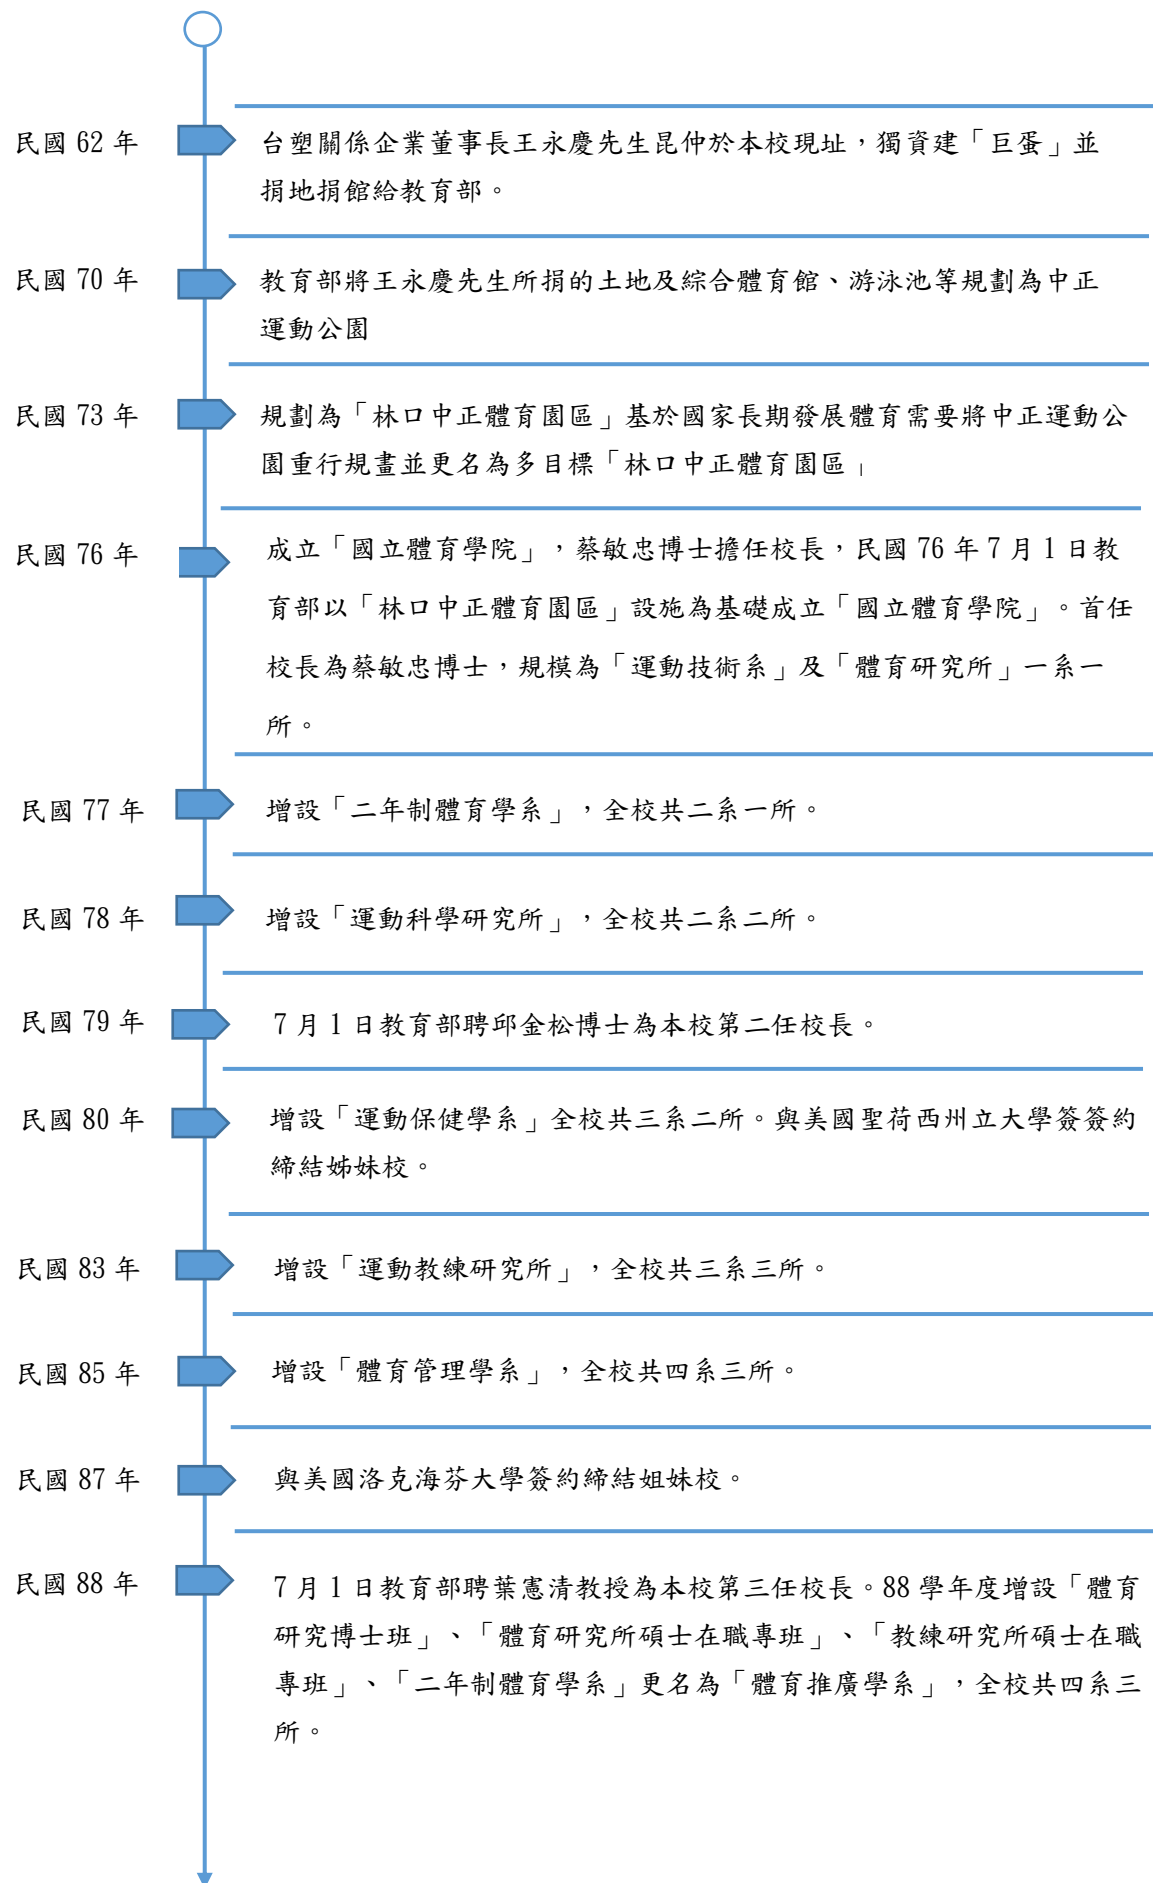 民國 62 年
台塑關係企業董事長王永慶先生昆仲於本校現址，獨資建「巨蛋」並
捐地捐館給教育部。
民國 70 年
教育部將王永慶先生所捐的土地及綜合體育館、游泳池等規劃為中正
運動公園
民國 73 年
規劃為「林口中正體育園區」基於國家長期發展體育需要將中正運動公
園重行規畫並更名為多目標「林口中正體育園區」
民國 76 年
成立「國立體育學院」，蔡敏忠博士擔任校長，民國 76 年 7 月 1 日教
育部以「林口中正體育園區」設施為基礎成立「國立體育學院」。首任
校長為蔡敏忠博士，規模為「運動技術系」及「體育研究所」一系一
所。
民國 77 年
增設「二年制體育學系」，全校共二系一所。
民國 78 年
增設「運動科學研究所」，全校共二系二所。
民國 79 年
7 月 1 日教育部聘邱金松博士為本校第二任校長。
民國 80 年
增設「運動保健學系」全校共三系二所。與美國聖荷西州立大學簽簽約
締結姊妹校。
民國 83 年
增設「運動教練研究所」，全校共三系三所。
民國 85 年
增設「體育管理學系」，全校共四系三所。
民國 87 年
與美國洛克海芬大學簽約締結姐妹校。
民國 88 年
7 月 1 日教育部聘葉憲清教授為本校第三任校長。88 學年度增設「體育
研究博士班」、「體育研究所碩士在職專班」、「教練研究所碩士在職
專班」、「二年制體育學系」更名為「體育推廣學系」，全校共四系三
所。